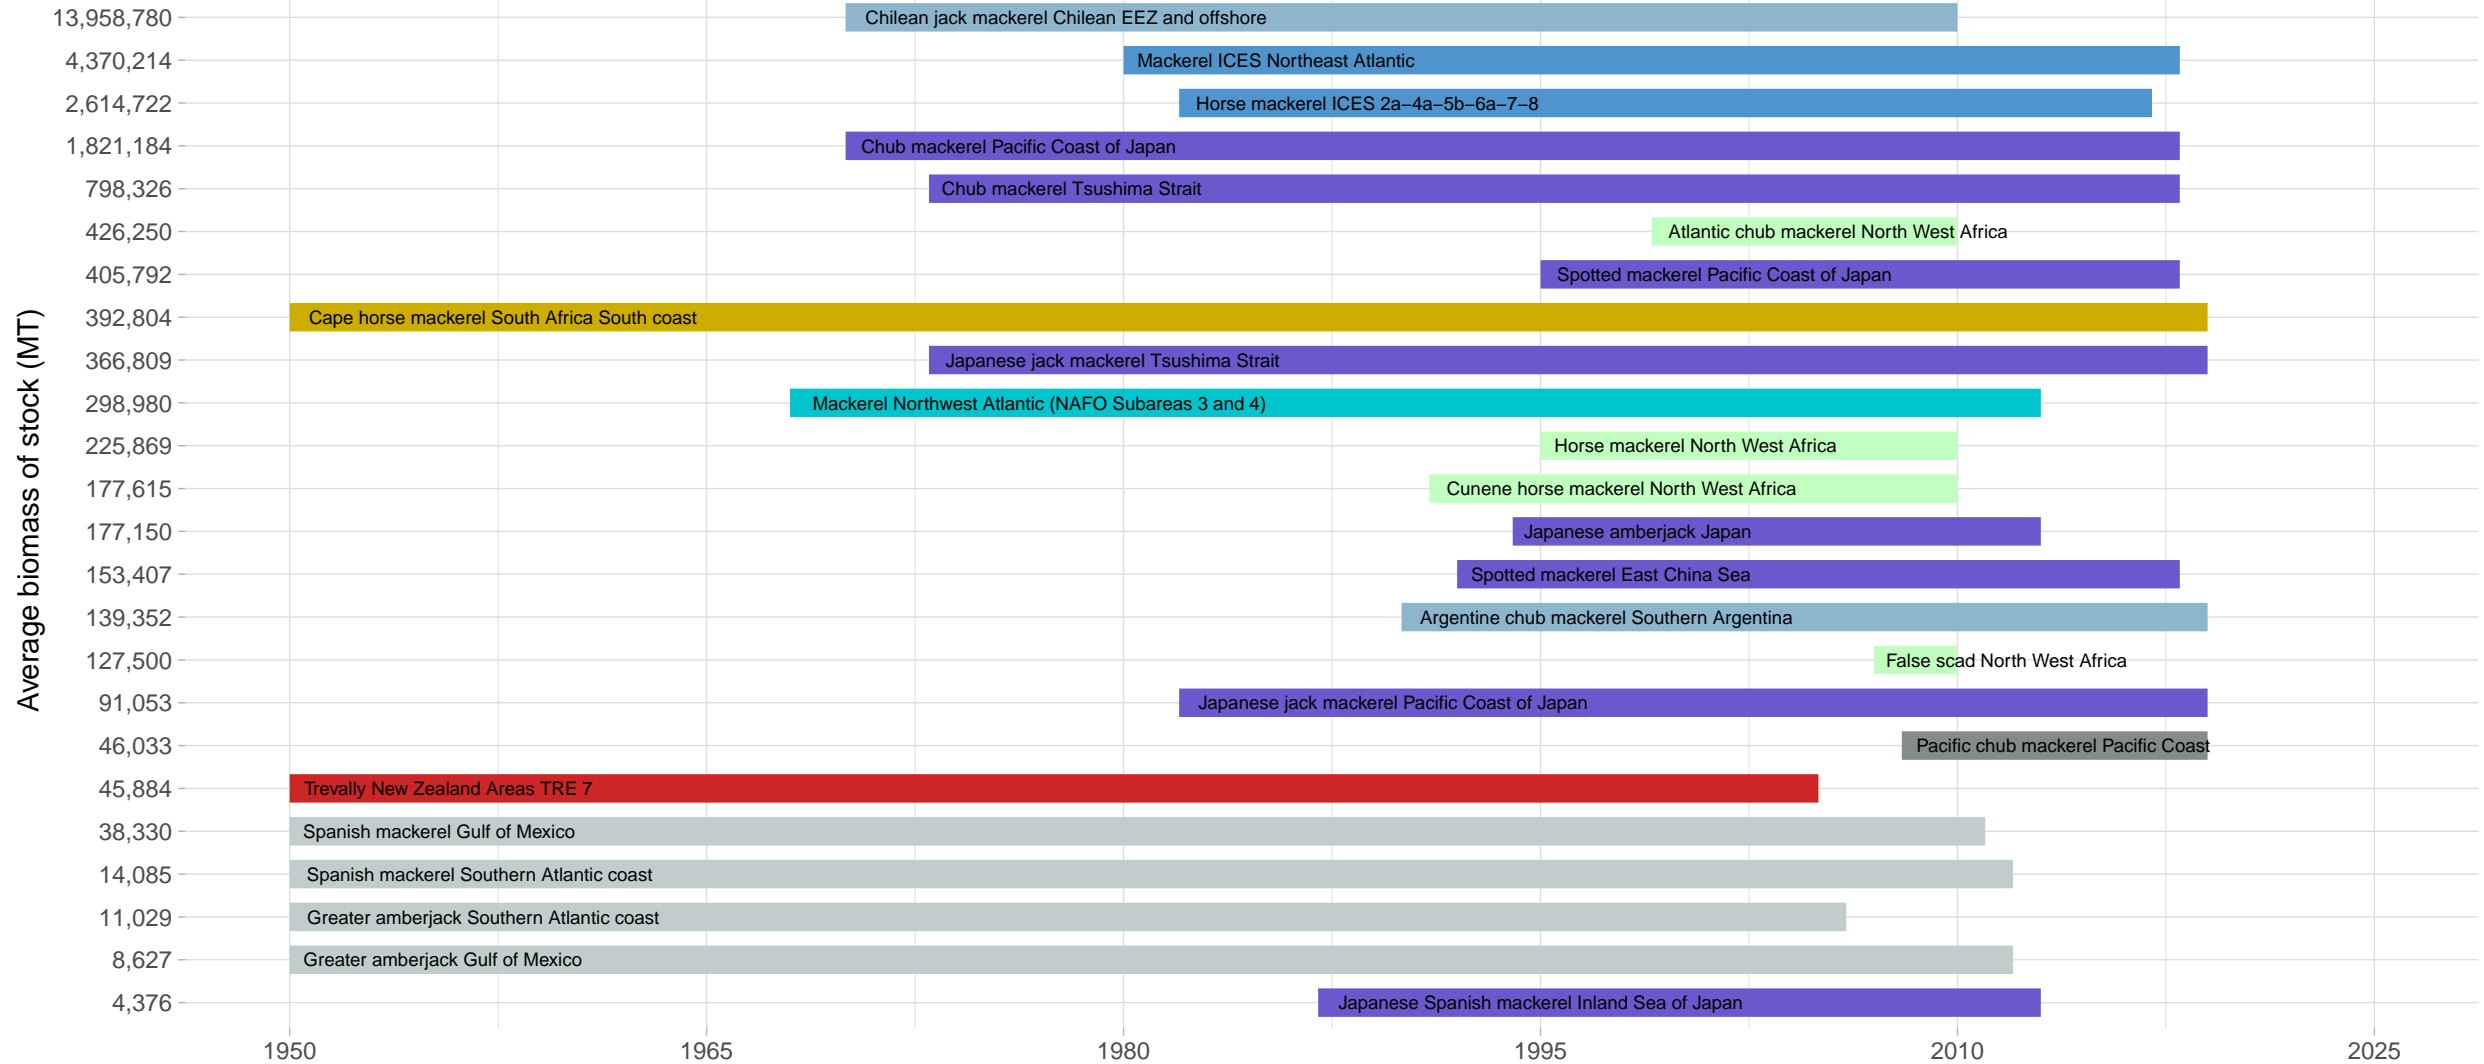 13,958,780 Chilean jack mackerel Chilean EEZ and offshore
4,370,214 Mackerel ICES Northeast Atlantic
2,614,722 Horse mackerel ICES 2a–4a–5b–6a–7–8
1,821,184 Chub mackerel Pacific Coast of Japan
798,326 Chub mackerel Tsushima Strait
426,250 Atlantic chub mackerel North West Africa
405,792 Spotted mackerel Pacific Coast of Japan
392,804 Cape horse mackerel South Africa South coast
366,809 Japanese jack mackerel Tsushima Strait
298,980 Mackerel Northwest Atlantic (NAFO Subareas 3 and 4)
225,869 Horse mackerel North West Africa
177,615 Cunene horse mackerel North West Africa
177,150 Japanese amberjack Japan
153,407 Spotted mackerel East China Sea
139,352 Argentine chub mackerel Southern Argentina
127,500 False scad North West Africa
91,053 Japanese jack mackerel Pacific Coast of Japan
46,033 Pacific chub mackerel Pacific Coast
45,884 Trevally New Zealand Areas TRE 7
38,330 Spanish mackerel Gulf of Mexico
14,085 Spanish mackerel Southern Atlantic coast
11,029 Greater amberjack Southern Atlantic coast
8,627 Greater amberjack Gulf of Mexico
4,376 Japanese Spanish mackerel Inland Sea of Japan
Average biomass of stock (MT)
1950 1965 1980 1995 2010 2025